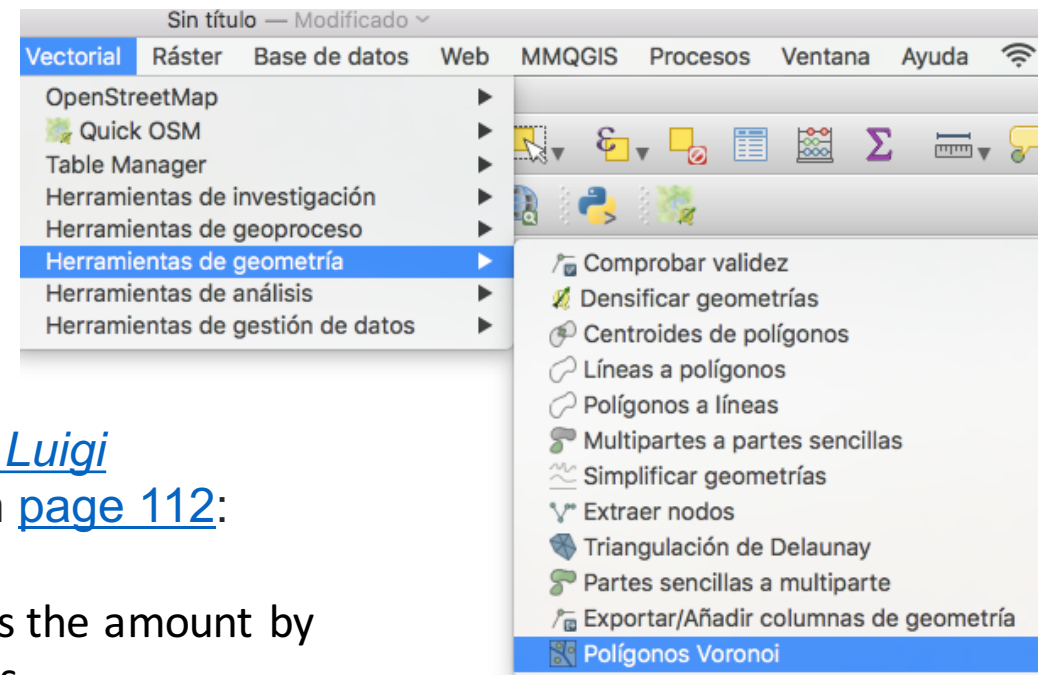 Sin título — Modificado
Vectorial Ráster Base de datos Web MMQGIS Procesos Ventana Ayuda
OpenStreetMap
Quick OSM
Table Manager
Herramientas de investigación
Herramientas de geoproceso
Herramientas de geometría
Herramientas de análisis
Herramientas de gestión de datos
Comprobar validez
Densificar geometrías
Centroides de polígonos
Líneas a polígonos
Polígonos a líneas
Multipartes a partes sencillas
Simplificar geometrías
Extraer nodos
Triangulación de Delaunay
Partes sencillas a multiparte
Exportar/Añadir columnas de geometría
Polígonos Voronoi
Luigi
page 112:
s the amount by